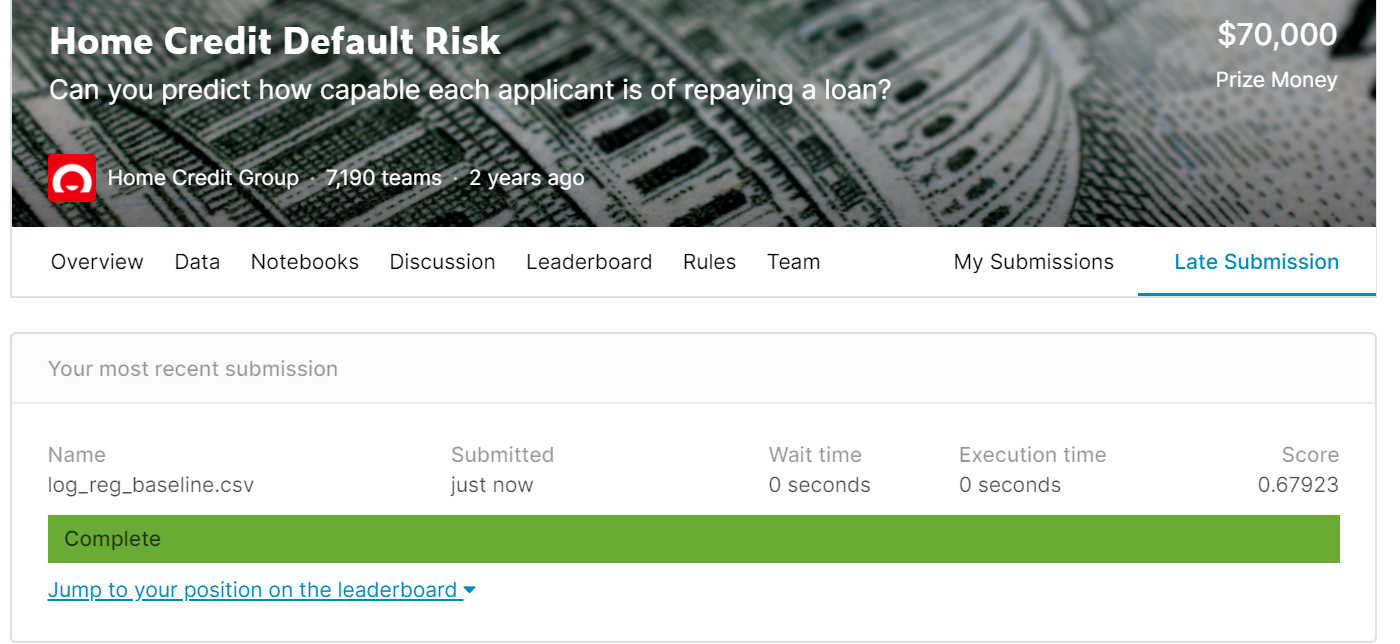 Home Credit Default Risk
$70,000
Can you predict how capable each applicant is of repaying a loan?
Prize Money
Home Credit Group · 7,190 teams · 2 years ago
Overview Data Notebooks Discussion Leaderboard Rules Team My Submissions Late Submission
Your most recent submission
Name Submitted Wait time Execution time Score
log_reg_baseline.csv just now 0 seconds 0 seconds 0.67923
Complete
Jump to your position on the leaderboard